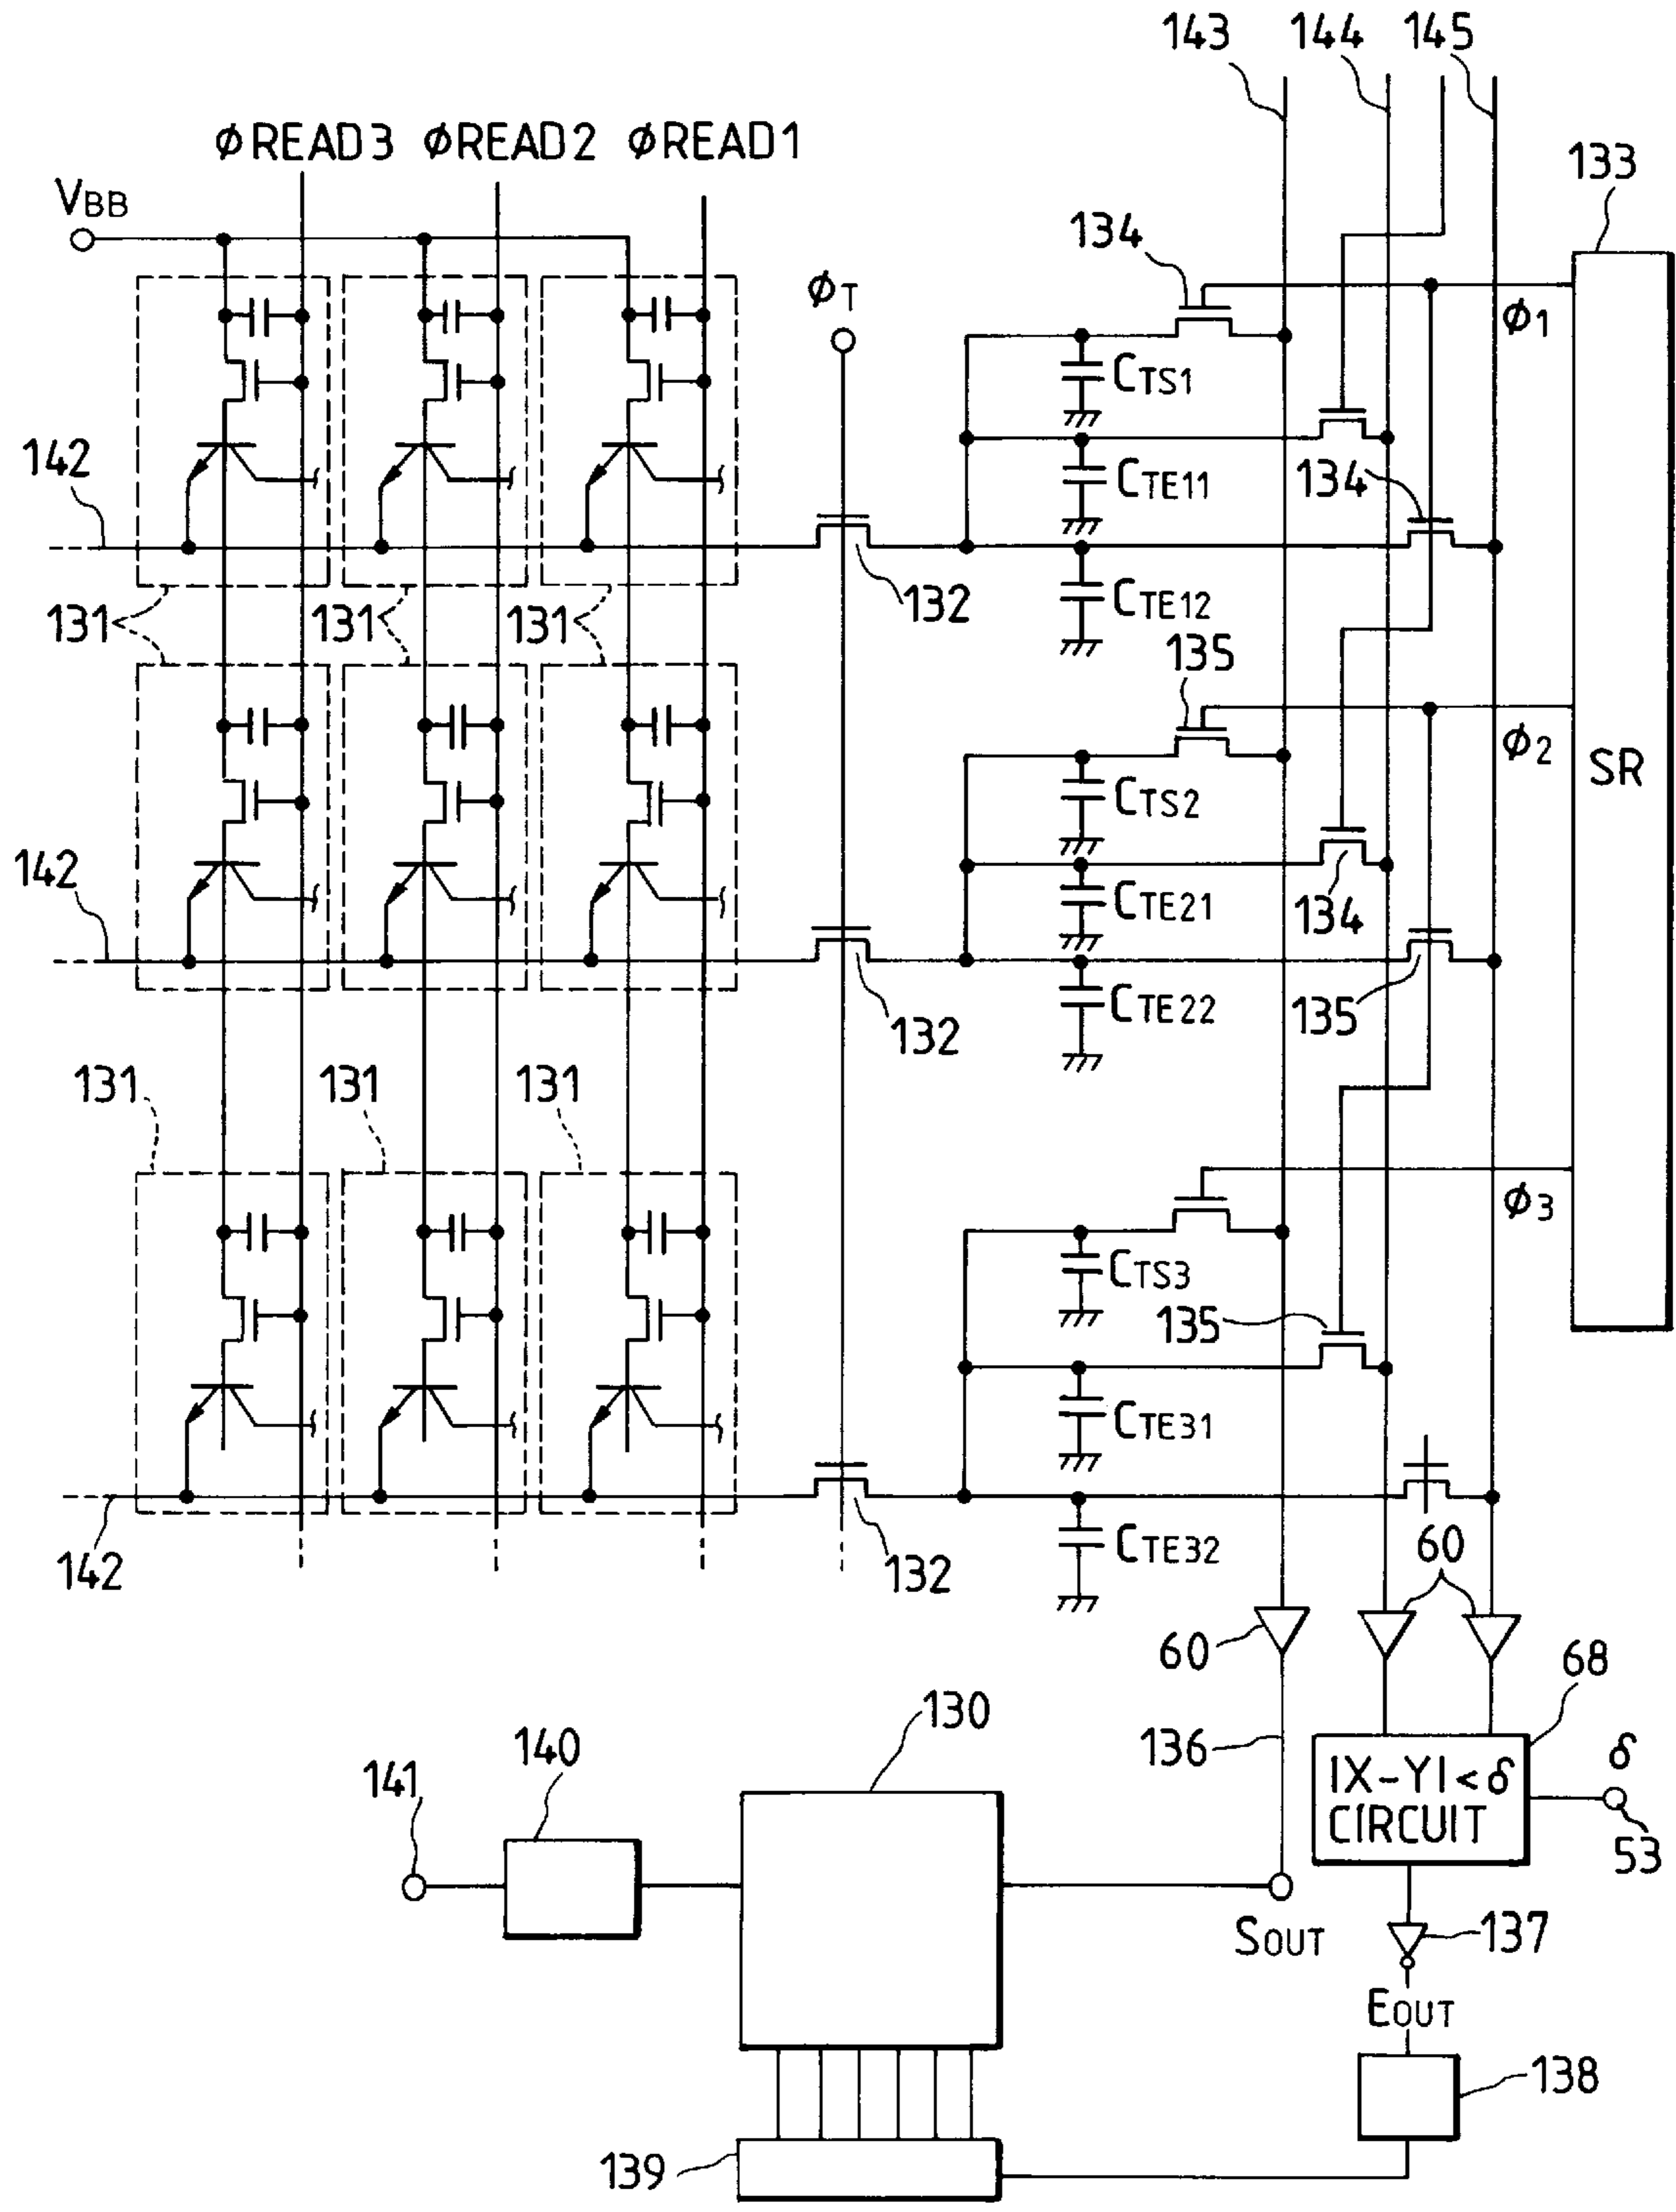 143 144 145
φREAD3 φREAD2 φREAD1
133
VBB
134
φT
φ1
CTS1
142
CTE11
134
131 131 131
132
CTE12
135
φ2
SR
CTS2
142
CTE21
134
132
CTE22
135
131 131 131
φ3
CTS3
135
CTE31
142
132
CTE32
60
60
68
130
136
140
141
|X-Y|<δ
CIRCUIT
δ
53
SOUT
137
EOUT
138
139